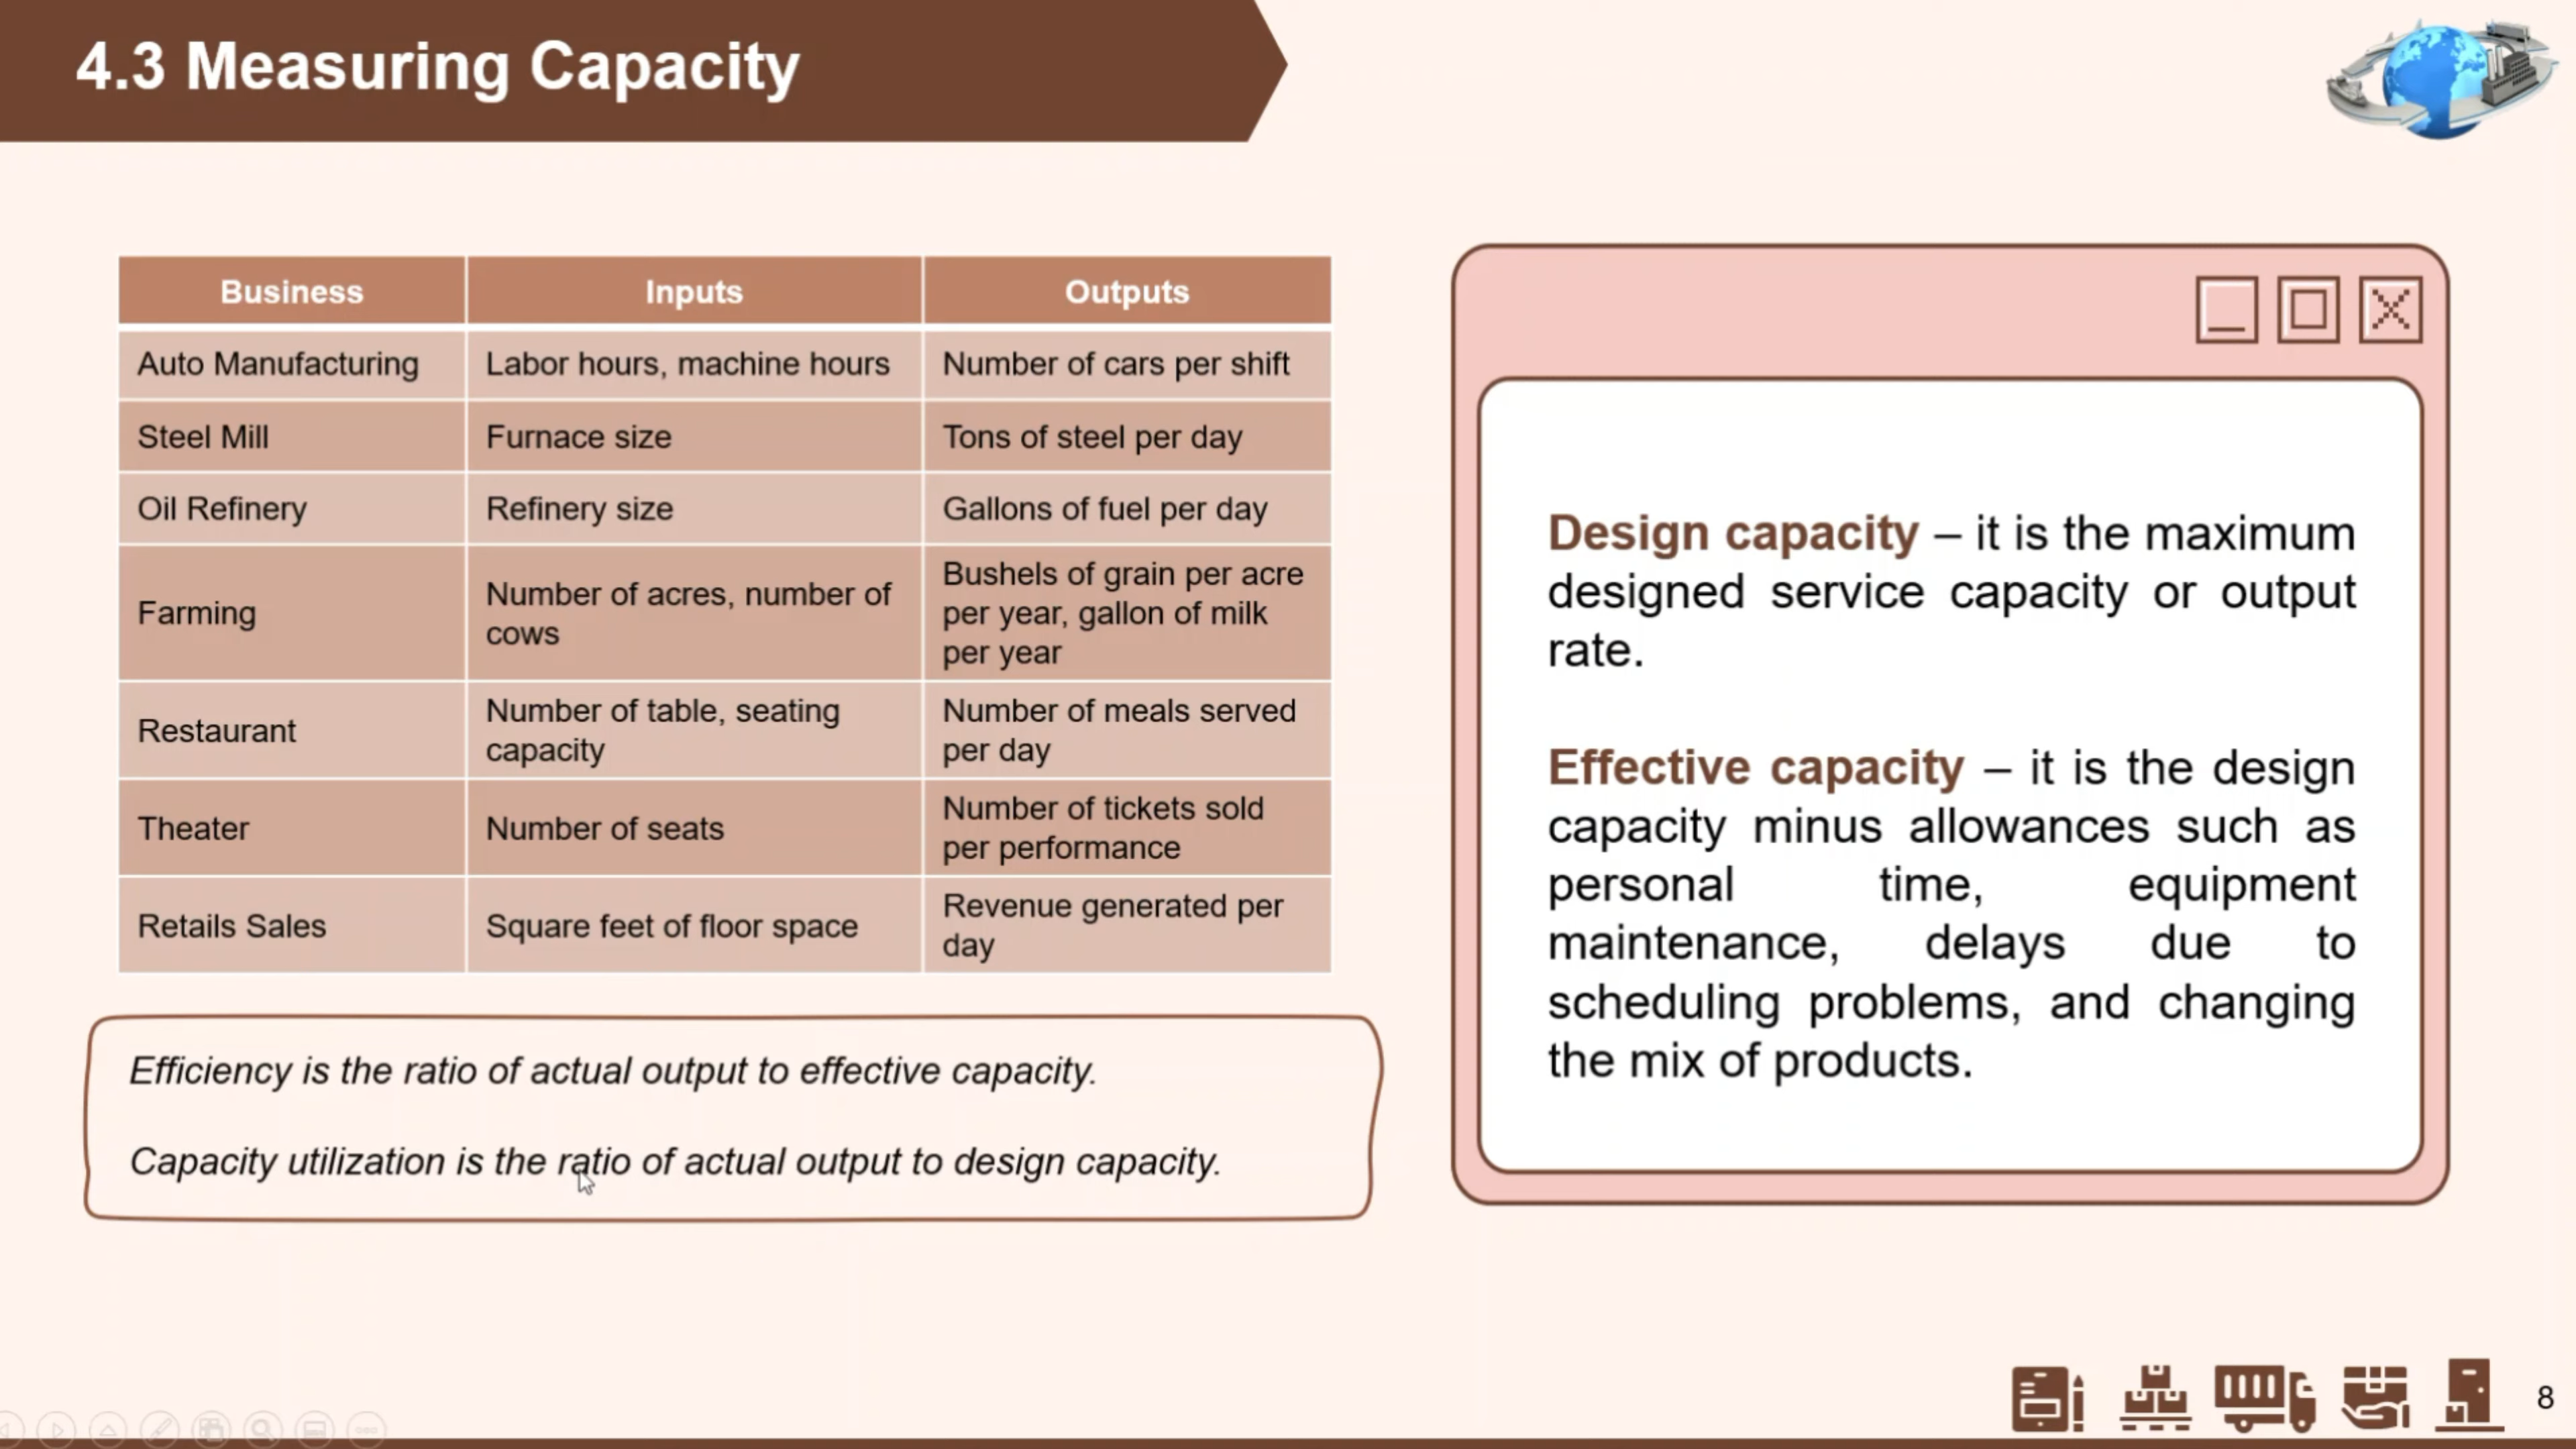 4.3 Measuring Capacity
Business Inputs Outputs
Auto Manufacturing Labor hours, machine hours Number of cars per shift
Steel Mill Furnace size Tons of steel per day
Oil Refinery Refinery size Gallons of fuel per day
Farming
Number of acres, number of
cows
Bushels of grain per acre
per year, gallon of milk
per year
Restaurant
Number of table, seating
capacity
Number of meals served
per day
Theater
Number of seats
Number of tickets sold
per performance
Retails Sales
Square feet of floor space
Revenue generated per
day
Efficiency is the ratio of actual output to effective capacity.
Capacity utilization is the ratio of actual output to design capacity.
Design capacity – it is the maximum
designed service capacity or output
rate.
Effective capacity – it is the design
capacity minus allowances such as
personal time, equipment
maintenance, delays due to
scheduling problems, and changing
the mix of products.
8